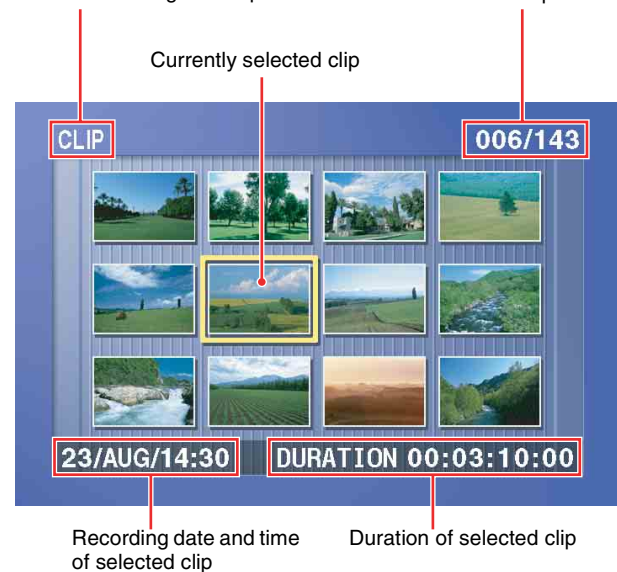 Currently selected clip
CLIP
006/143
23/AUG/14:30
DURATION 00:03:10:00
Recording date and time
of selected clip
Duration of selected clip